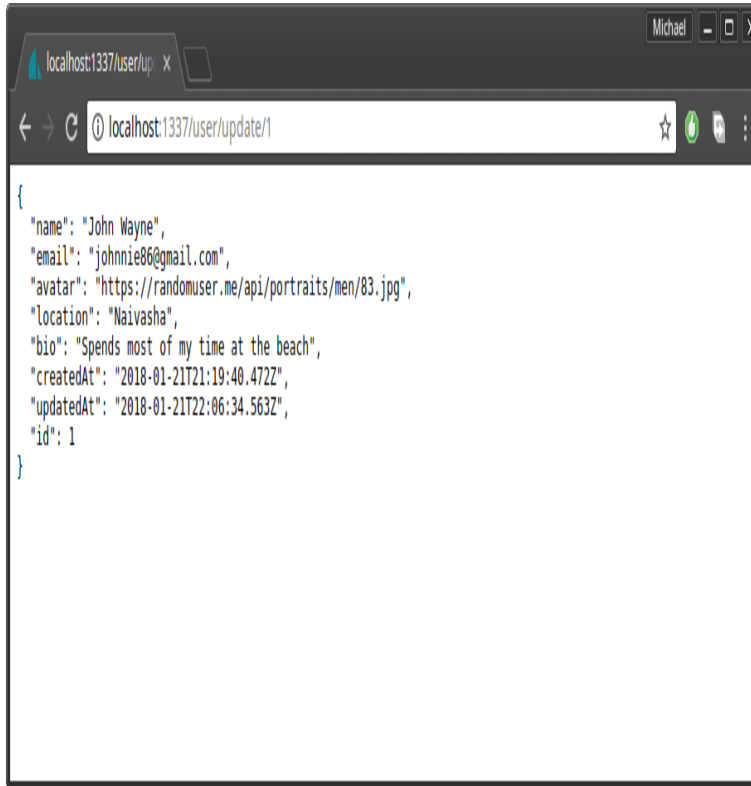 Michael
localhost:1337/user/up
localhost:1337/user/update/1
{
"name": "John Wayne",
"email": "johnnie86@gmail.com",
"avatar": "https://randomuser.me/api/portraits/men/83.jpg",
"location": "Naivasha",
"bio": "Spends most of my time at the beach",
"createdAt": "2018-01-21T21:19:40.472Z",
"updatedAt": "2018-01-21T22:06:34.563Z",
"id": 1
}